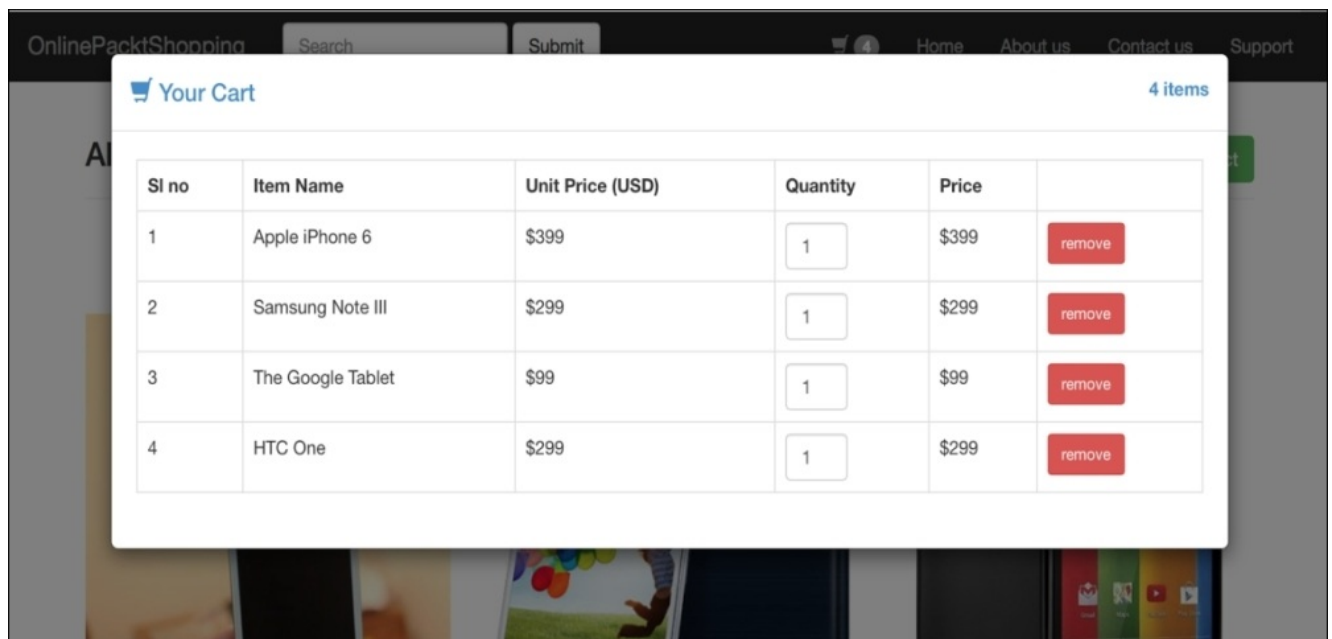 OnlinePacktShopping Search Submit 4 Home About us Contact us Support
Your Cart 4 items
Al
ct
Sl no Item Name Unit Price (USD) Quantity Price
1 Apple iPhone 6 $399 1 $399 remove
2 Samsung Note III $299 1 $299 remove
3 The Google Tablet $99 1 $99 remove
4 HTC One $299 1 $299 remove